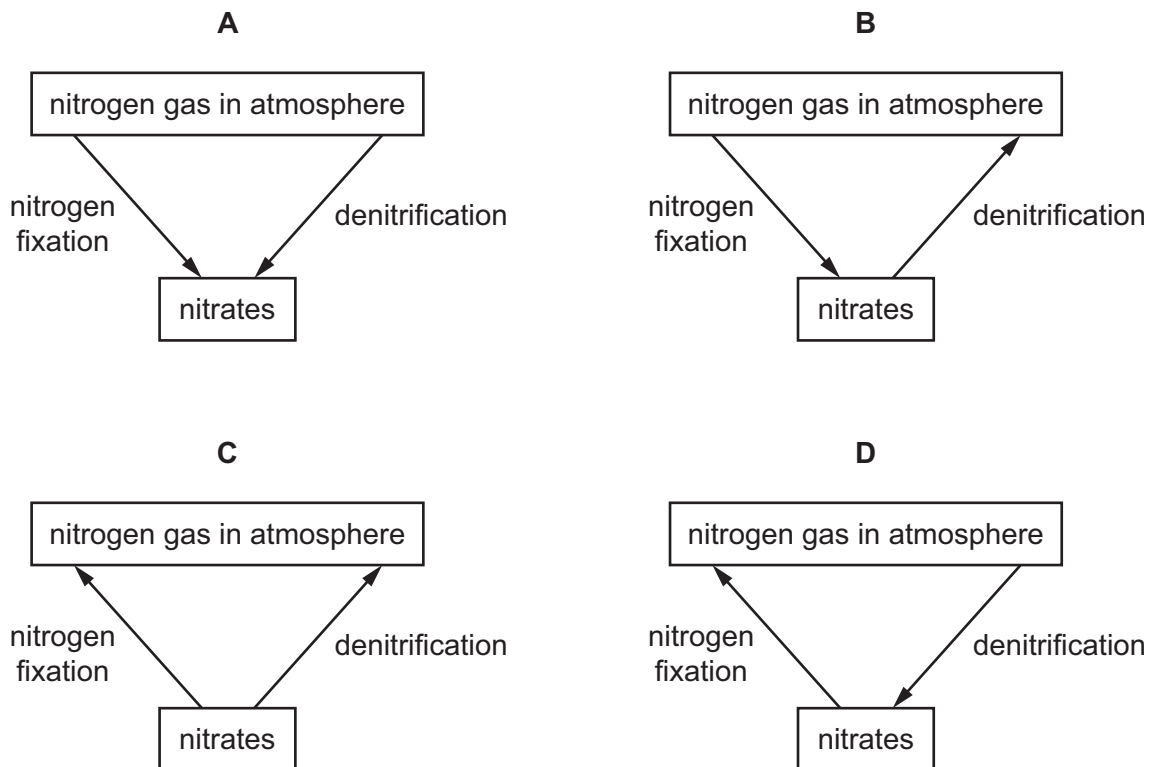 A
nitrogen gas in atmosphere
nitrogen
fixation
denitrification
nitrates
B
nitrogen gas in atmosphere
nitrogen
fixation
denitrification
nitrates
C
nitrogen gas in atmosphere
nitrogen
fixation
denitrification
nitrates
D
nitrogen gas in atmosphere
nitrogen
fixation
denitrification
nitrates